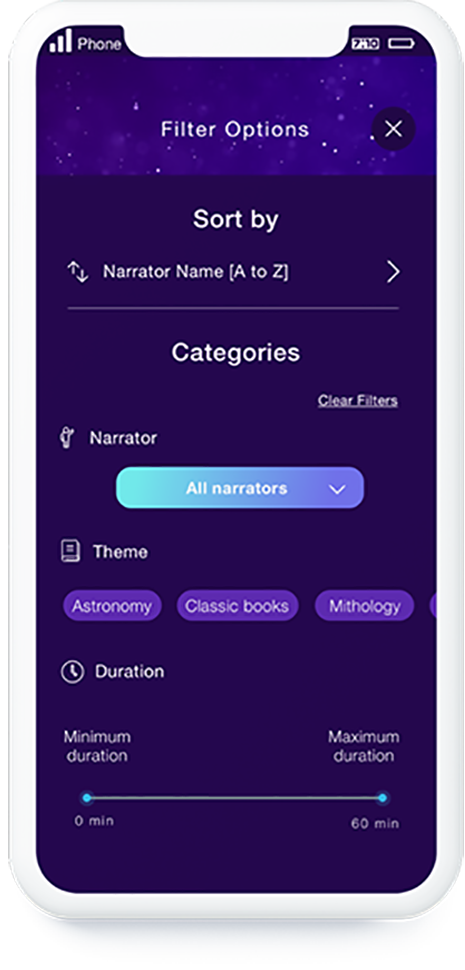 Phone 7:10
Filter Options
Sort by
Narrator Name [A to Z]
Categories
Clear Filters
Narrator
All narrators
Theme
Astronomy Classic books Mithology
Duration
Minimum Maximum
duration duration
0 min 60 min